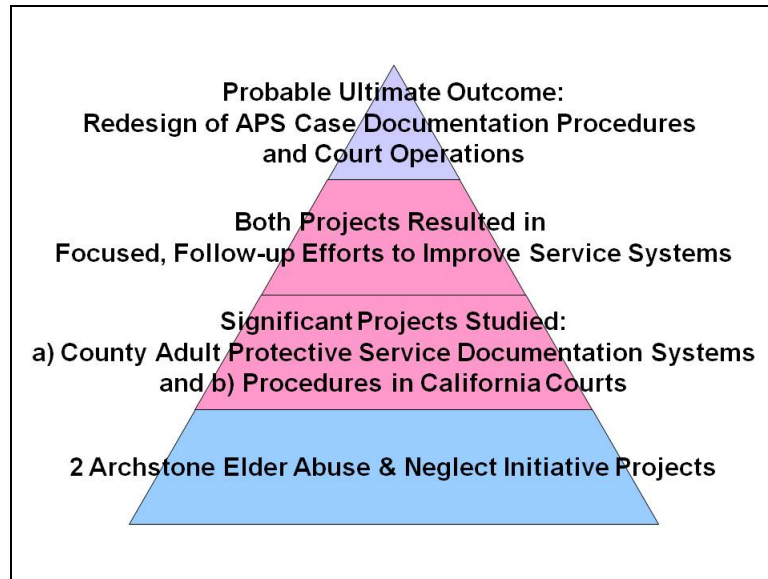 Probable Ultimate Outcome:
Redesign of APS Case Documentation Procedures
and Court Operations
Both Projects Resulted in
Focused, Follow-up Efforts to Improve Service Systems
Significant Projects Studied:
a) County Adult Protective Service Documentation Systems
and b) Procedures in California Courts
2 Archstone Elder Abuse & Neglect Initiative Projects